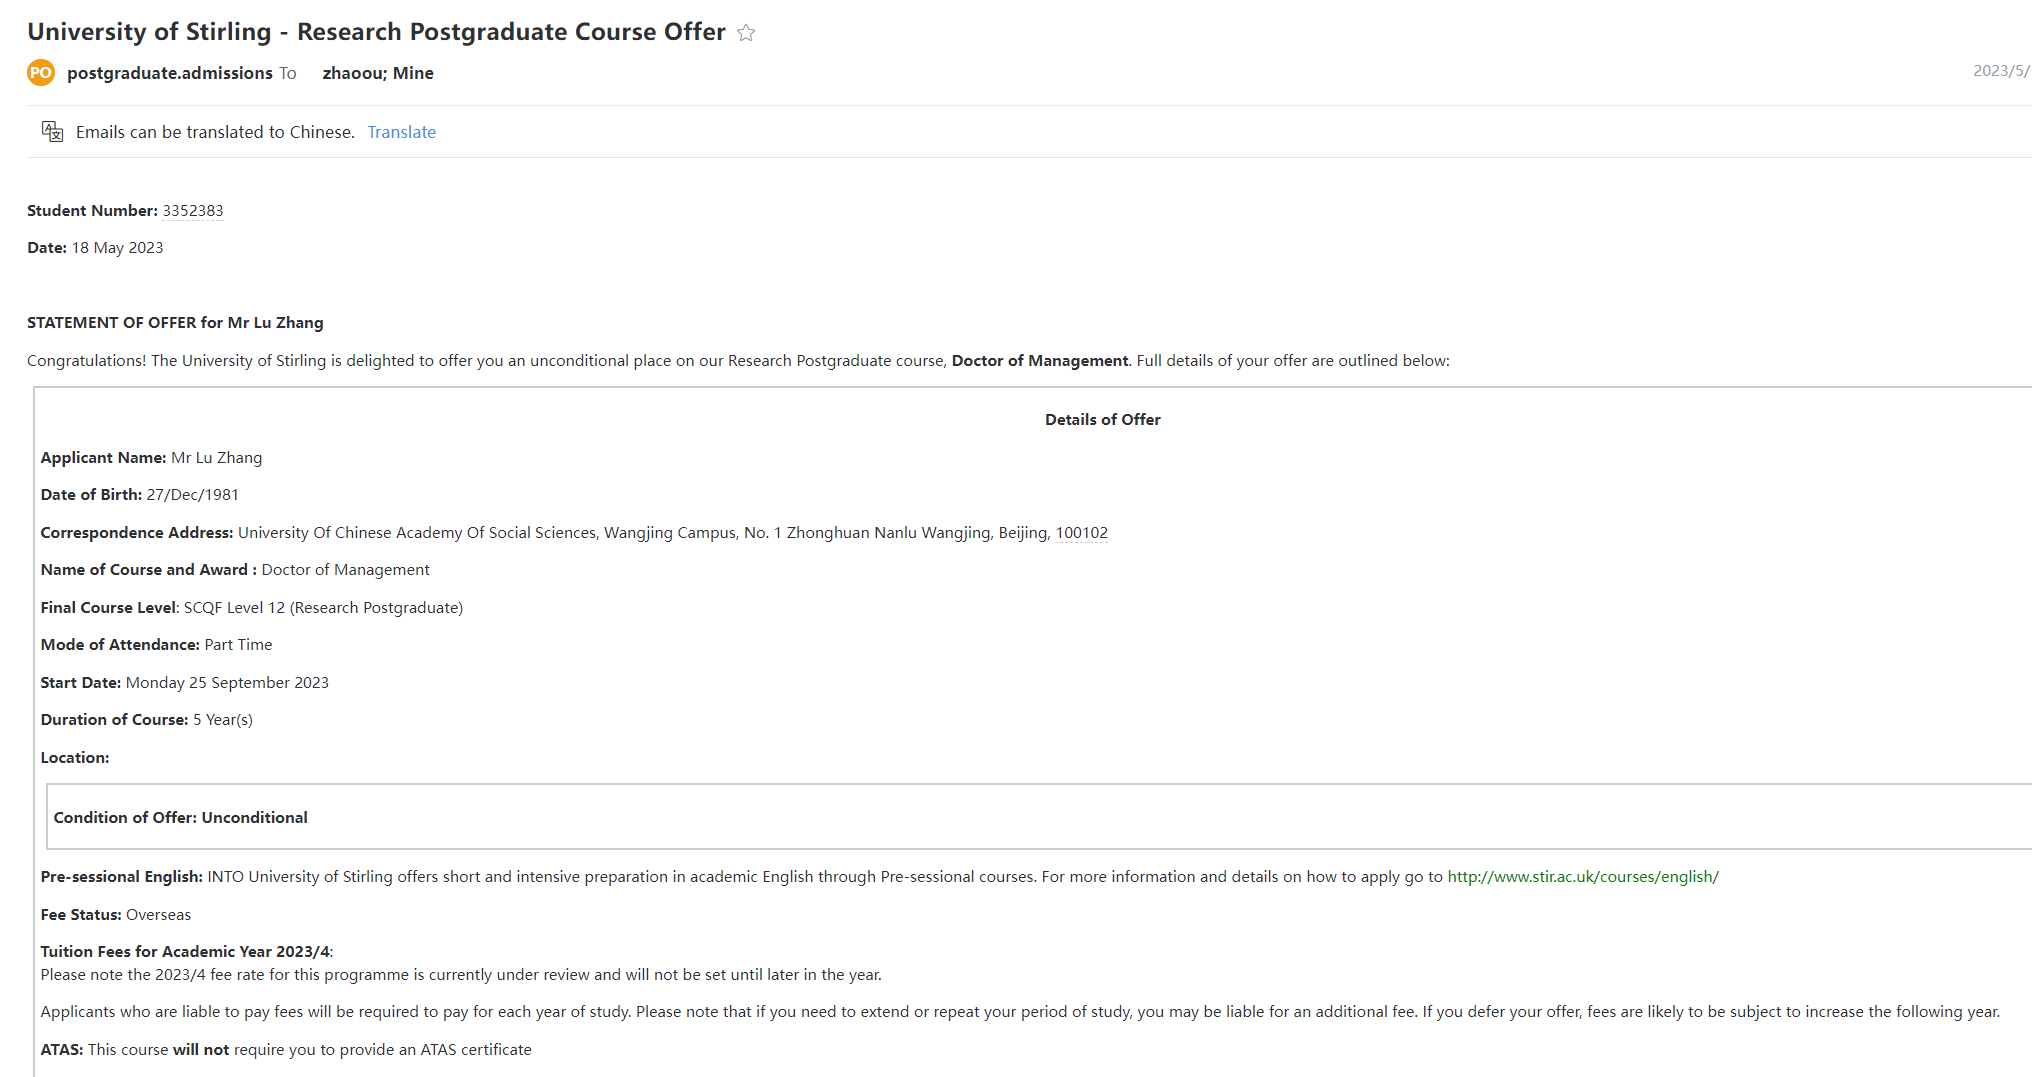 University of Stirling - Research Postgraduate Course Offer
PO postgraduate.admissions To zhaoou; Mine
2023/5/
Emails can be translated to Chinese. Translate
Student Number: 3352383
Date: 18 May 2023
STATEMENT OF OFFER for Mr Lu Zhang
Congratulations! The University of Stirling is delighted to offer you an unconditional place on our Research Postgraduate course, Doctor of Management. Full details of your offer are outlined below:
Details of Offer
Applicant Name: Mr Lu Zhang
Date of Birth: 27/Dec/1981
Correspondence Address: University Of Chinese Academy Of Social Sciences, Wangjing Campus, No. 1 Zhonghuan Nanlu Wangjing, Beijing, 100102
Name of Course and Award : Doctor of Management
Final Course Level: SCQF Level 12 (Research Postgraduate)
Mode of Attendance: Part Time
Start Date: Monday 25 September 2023
Duration of Course: 5 Year(s)
Location:
Condition of Offer: Unconditional
Pre-sessional English: INTO University of Stirling offers short and intensive preparation in academic English through Pre-sessional courses. For more information and details on how to apply go to http://www.stir.ac.uk/courses/english/
Fee Status: Overseas
Tuition Fees for Academic Year 2023/4:
Please note the 2023/4 fee rate for this programme is currently under review and will not be set until later in the year.
Applicants who are liable to pay fees will be required to pay for each year of study. Please note that if you need to extend or repeat your period of study, you may be liable for an additional fee. If you defer your offer, fees are likely to be subject to increase the following year.
ATAS: This course will not require you to provide an ATAS certificate